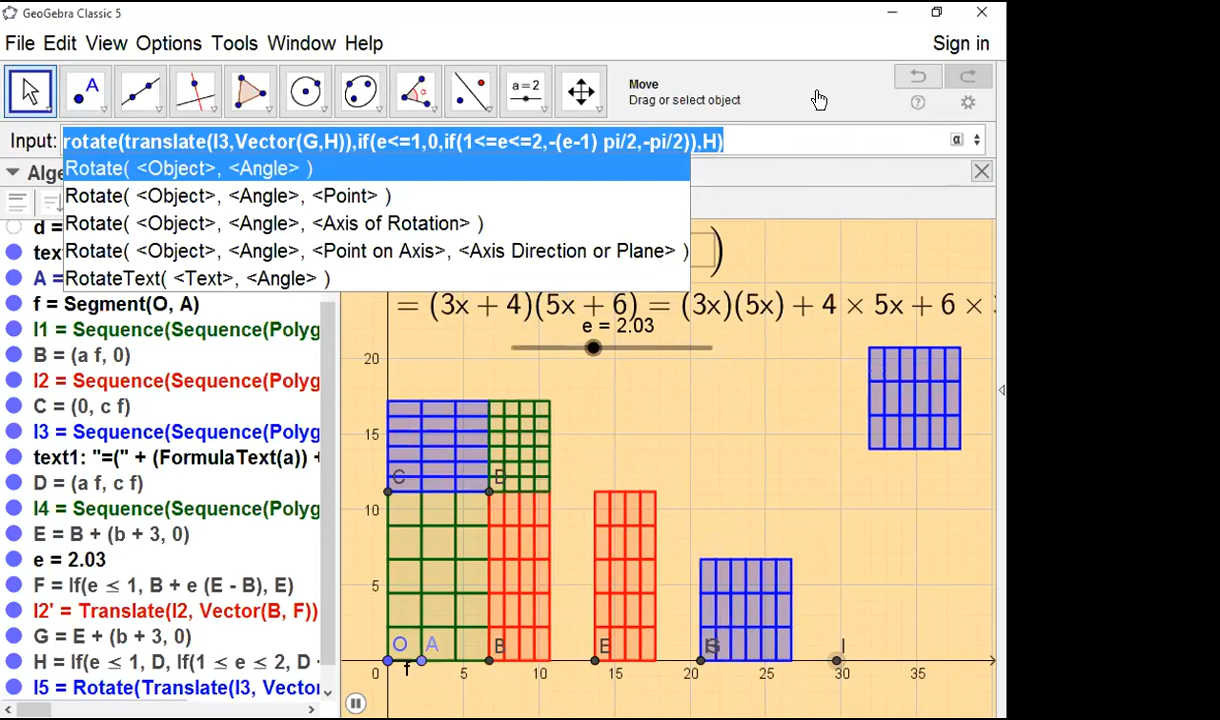 GeoGebra Classic 5
File Edit View Options Tools Window Help
Sign in
A
α
a=2
Move
Drag or select object
Input:
rotate(translate(l3,Vector(G,H)),if(e<=1,0,if(1<=e<=2,-(e-1) pi/2,-pi/2)),H)
α
Rotate( <Object>, <Angle> )
Rotate( <Object>, <Angle>, <Point> )
Rotate( <Object>, <Angle>, <Axis of Rotation> )
Rotate( <Object>, <Angle>, <Point on Axis>, <Axis Direction or Plane> )
RotateText( <Text>, <Angle> )
Alge
d =
text
A =
f = Segment(O, A)
l1 = Sequence(Sequence(Polyg
B = (a f, 0)
l2 = Sequence(Sequence(Polyg
C = (0, c f)
l3 = Sequence(Sequence(Polyg
text1: "=(" + (FormulaText(a)) +
D = (a f, c f)
l4 = Sequence(Sequence(Polyg
E = B + (b + 3, 0)
e = 2.03
F = If(e ≤ 1, B + e (E - B), E)
l2' = Translate(l2, Vector(B, F))
G = E + (b + 3, 0)
H = If(e ≤ 1, D, If(1 ≤ e ≤ 2, D
l5 = Rotate(Translate(l3, Vector
)
= (3x + 4)(5x + 6) = (3x)(5x) + 4 × 5x + 6 ×
e = 2.03
20
15
10
5
C
O A B E I
f
0 5 10 15 20 25 30 35